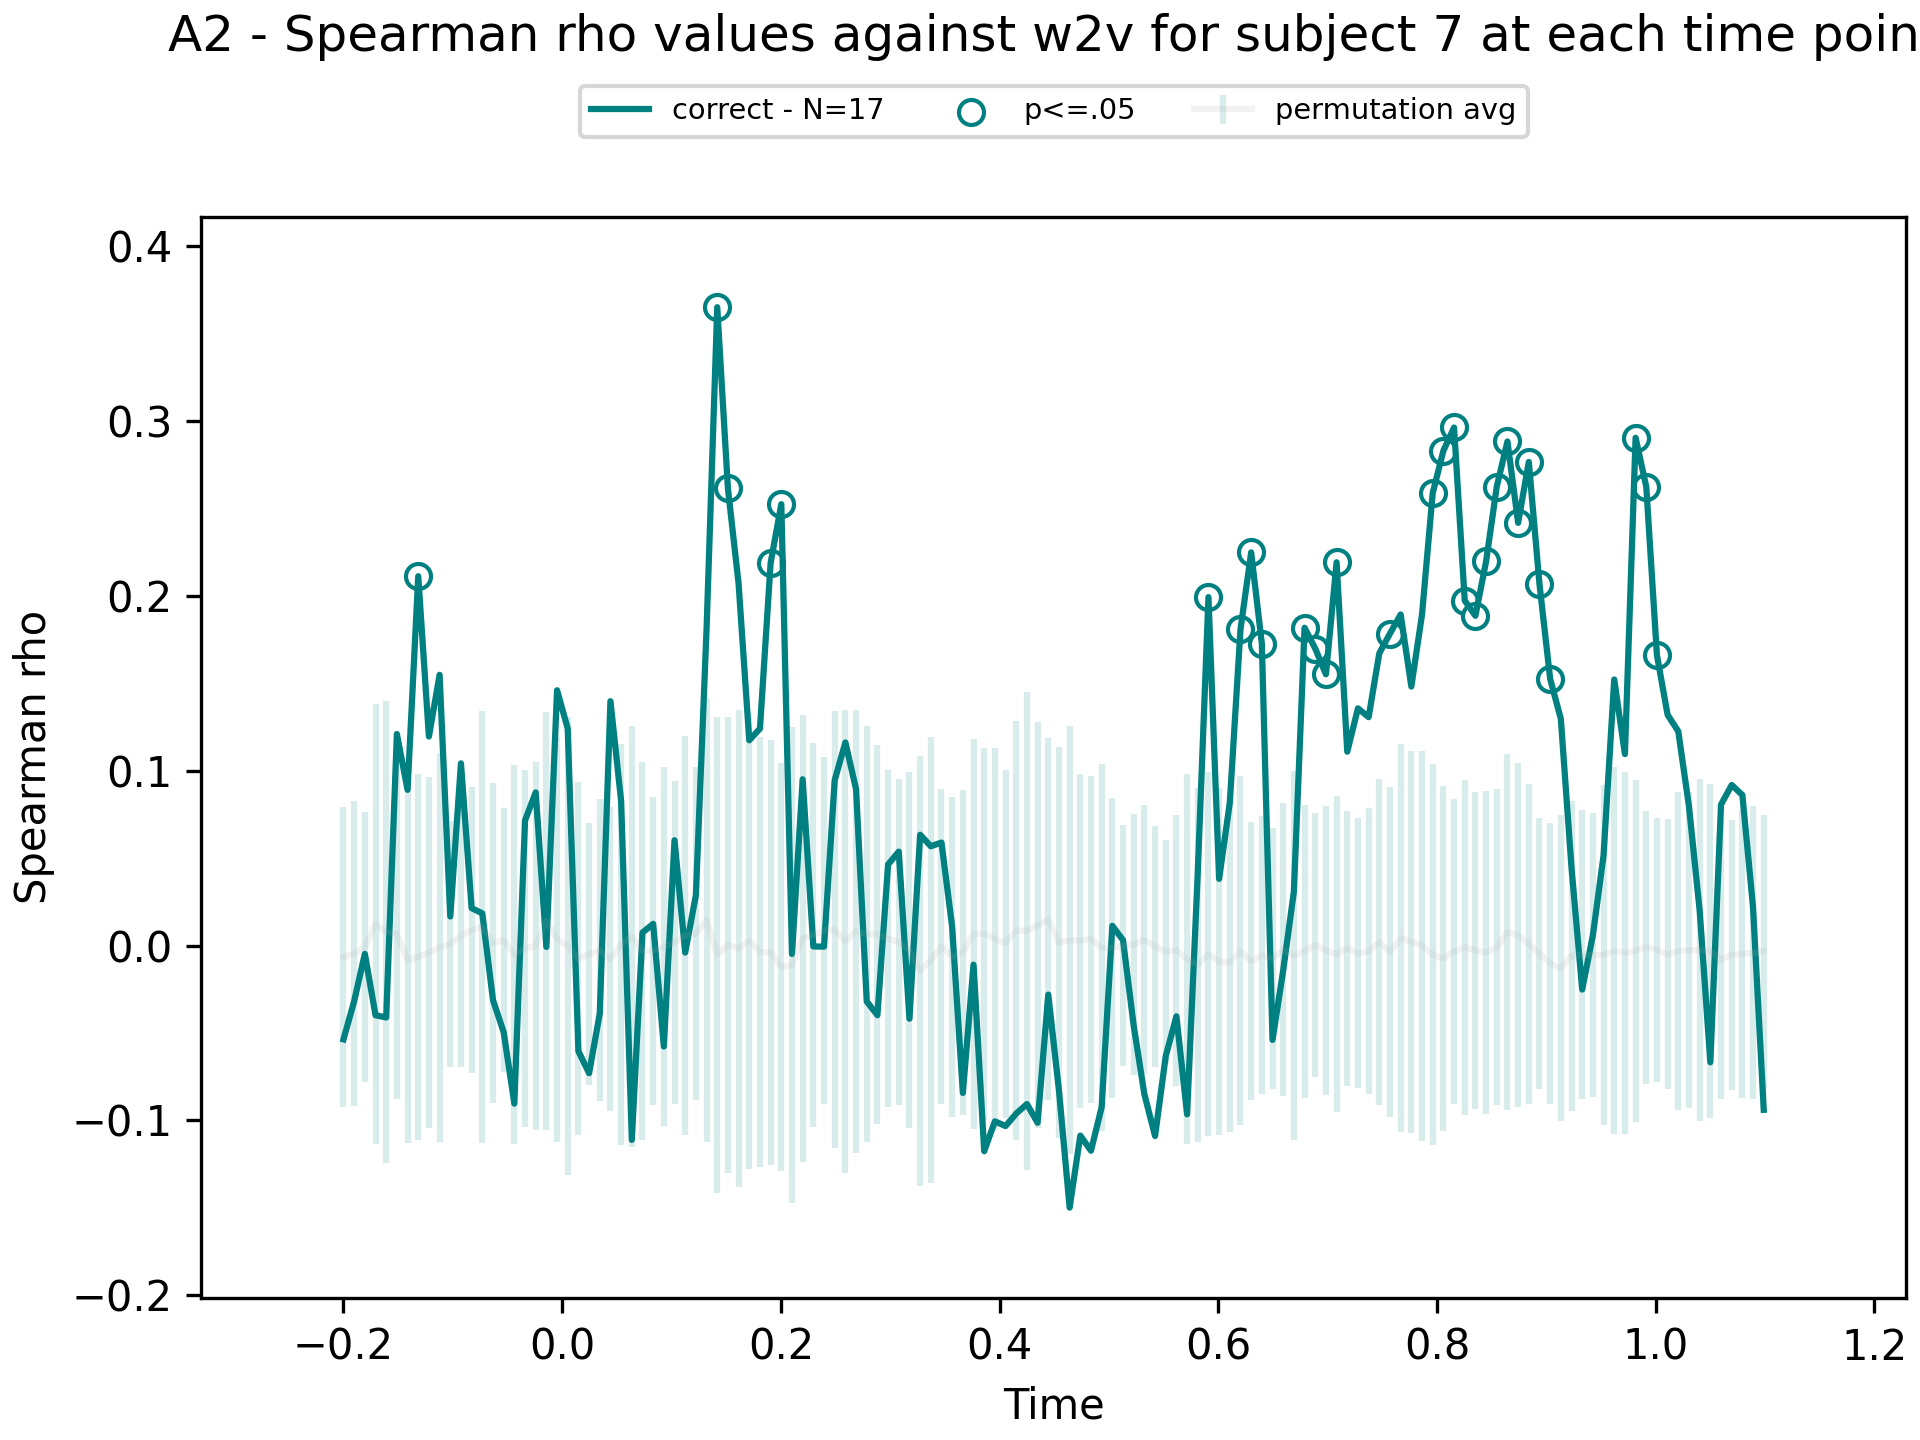 A2 - Spearman rho values against w2v for subject 7 at each time poin
correct - N=17 p<=.05 permutation avg
0.4
0.3
0.2
0.1
0.0
−0.1
−0.2
Spearman rho
−0.2 0.0 0.2 0.4 0.6 0.8 1.0 1.2
Time